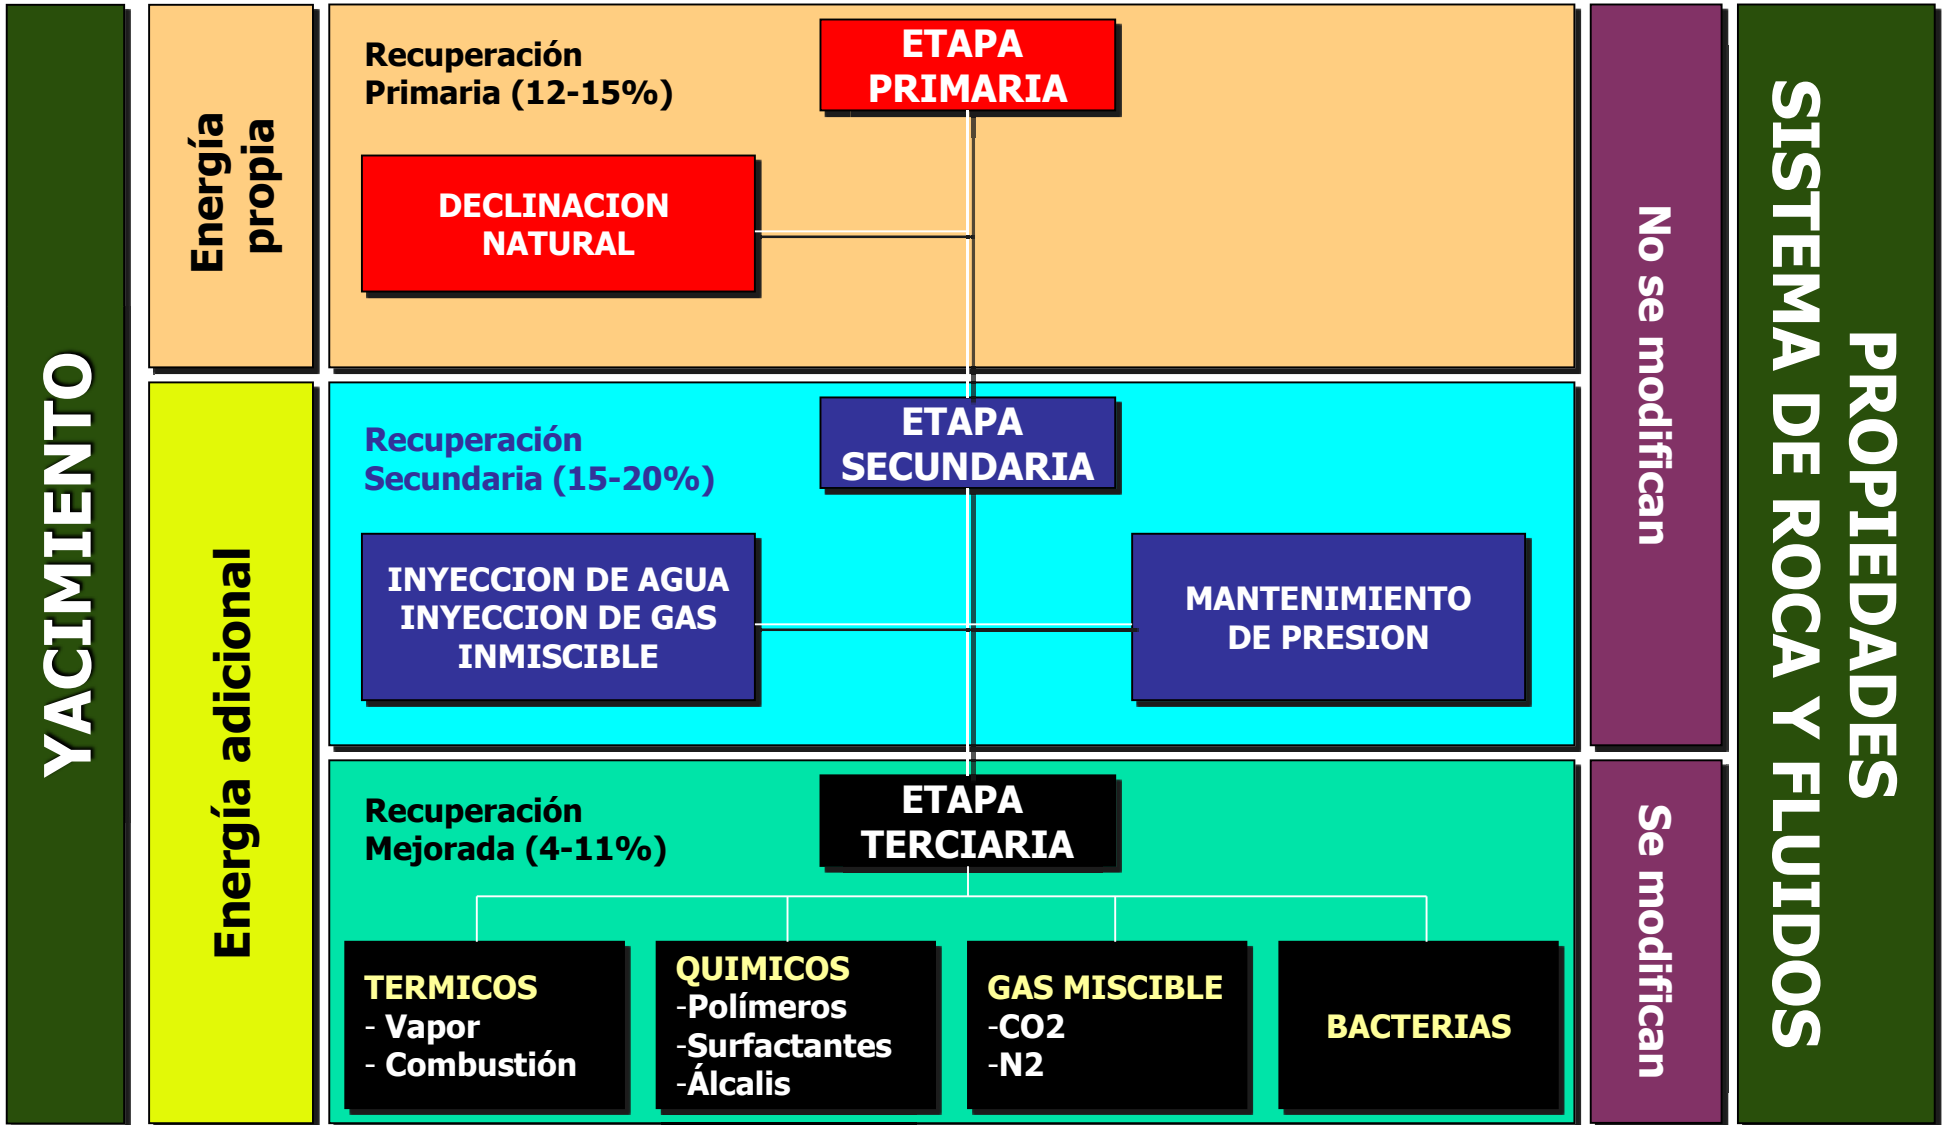 YACIMIENTO
Energía
propia
Recuperación
Primaria (12-15%)
ETAPA
PRIMARIA
DECLINACION
NATURAL
Energía adicional
Recuperación
Secundaria (15-20%)
ETAPA
SECUNDARIA
INYECCION DE AGUA
INYECCION DE GAS
INMISCIBLE
MANTENIMIENTO
DE PRESION
Recuperación
Mejorada (4-11%)
ETAPA
TERCIARIA
TERMICOS
- Vapor
- Combustión
QUIMICOS
-Polímeros
-Surfactantes
-Álcalis
GAS MISCIBLE
-CO2
-N2
BACTERIAS
No se modifican
Se modifican
PROPIEDADES
SISTEMA DE ROCA Y FLUIDOS